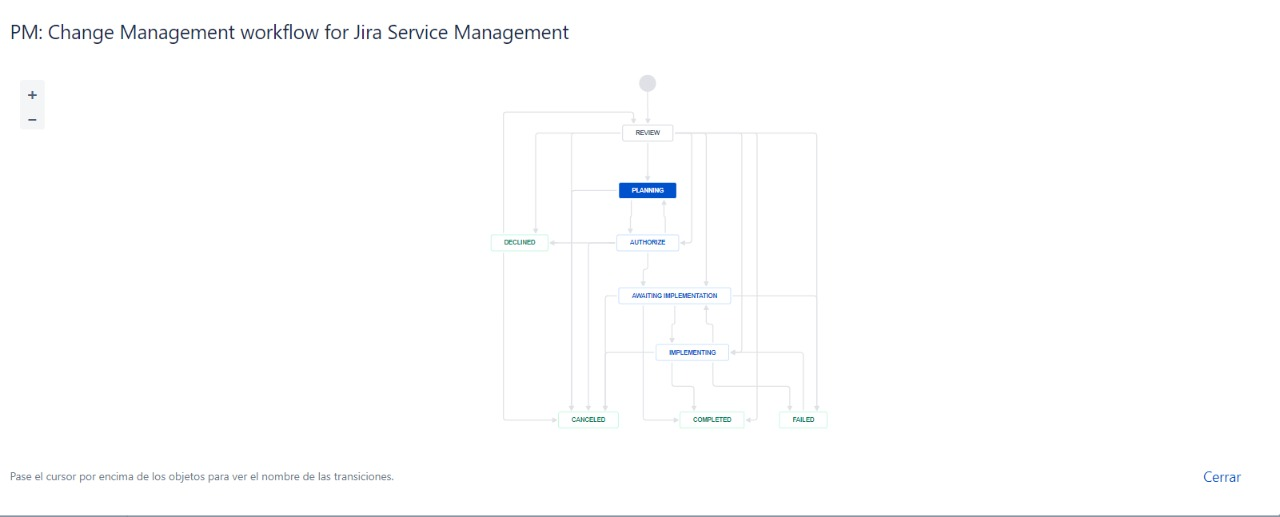 PM: Change Management workflow for Jira Service Management
+
−
REVIEW
PLANNING
DECLINED
AUTHORIZE
AWAITING IMPLEMENTATION
IMPLEMENTING
CANCELED
COMPLETED
FAILED
Pase el cursor por encima de los objetos para ver el nombre de las transiciones.
Cerrar